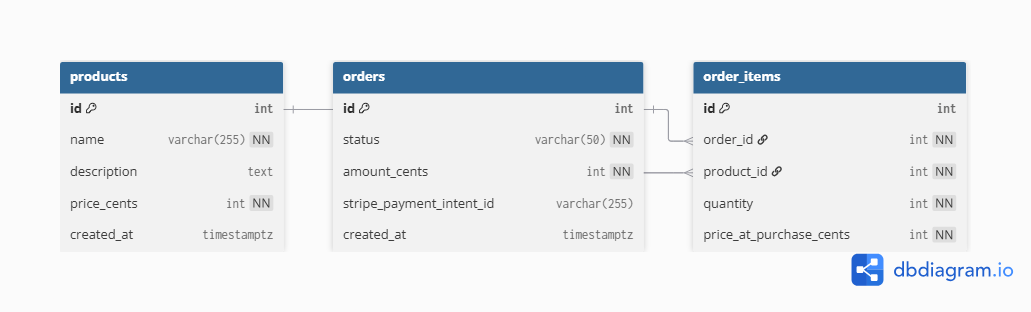 products
id int
name varchar(255) NN
description text
price_cents int NN
created_at timestamptz
orders
id int
status varchar(50) NN
amount_cents int NN
stripe_payment_intent_id varchar(255)
created_at timestamptz
order_items
id int
order_id int NN
product_id int NN
quantity int NN
price_at_purchase_cents int NN
dbdiagram.io